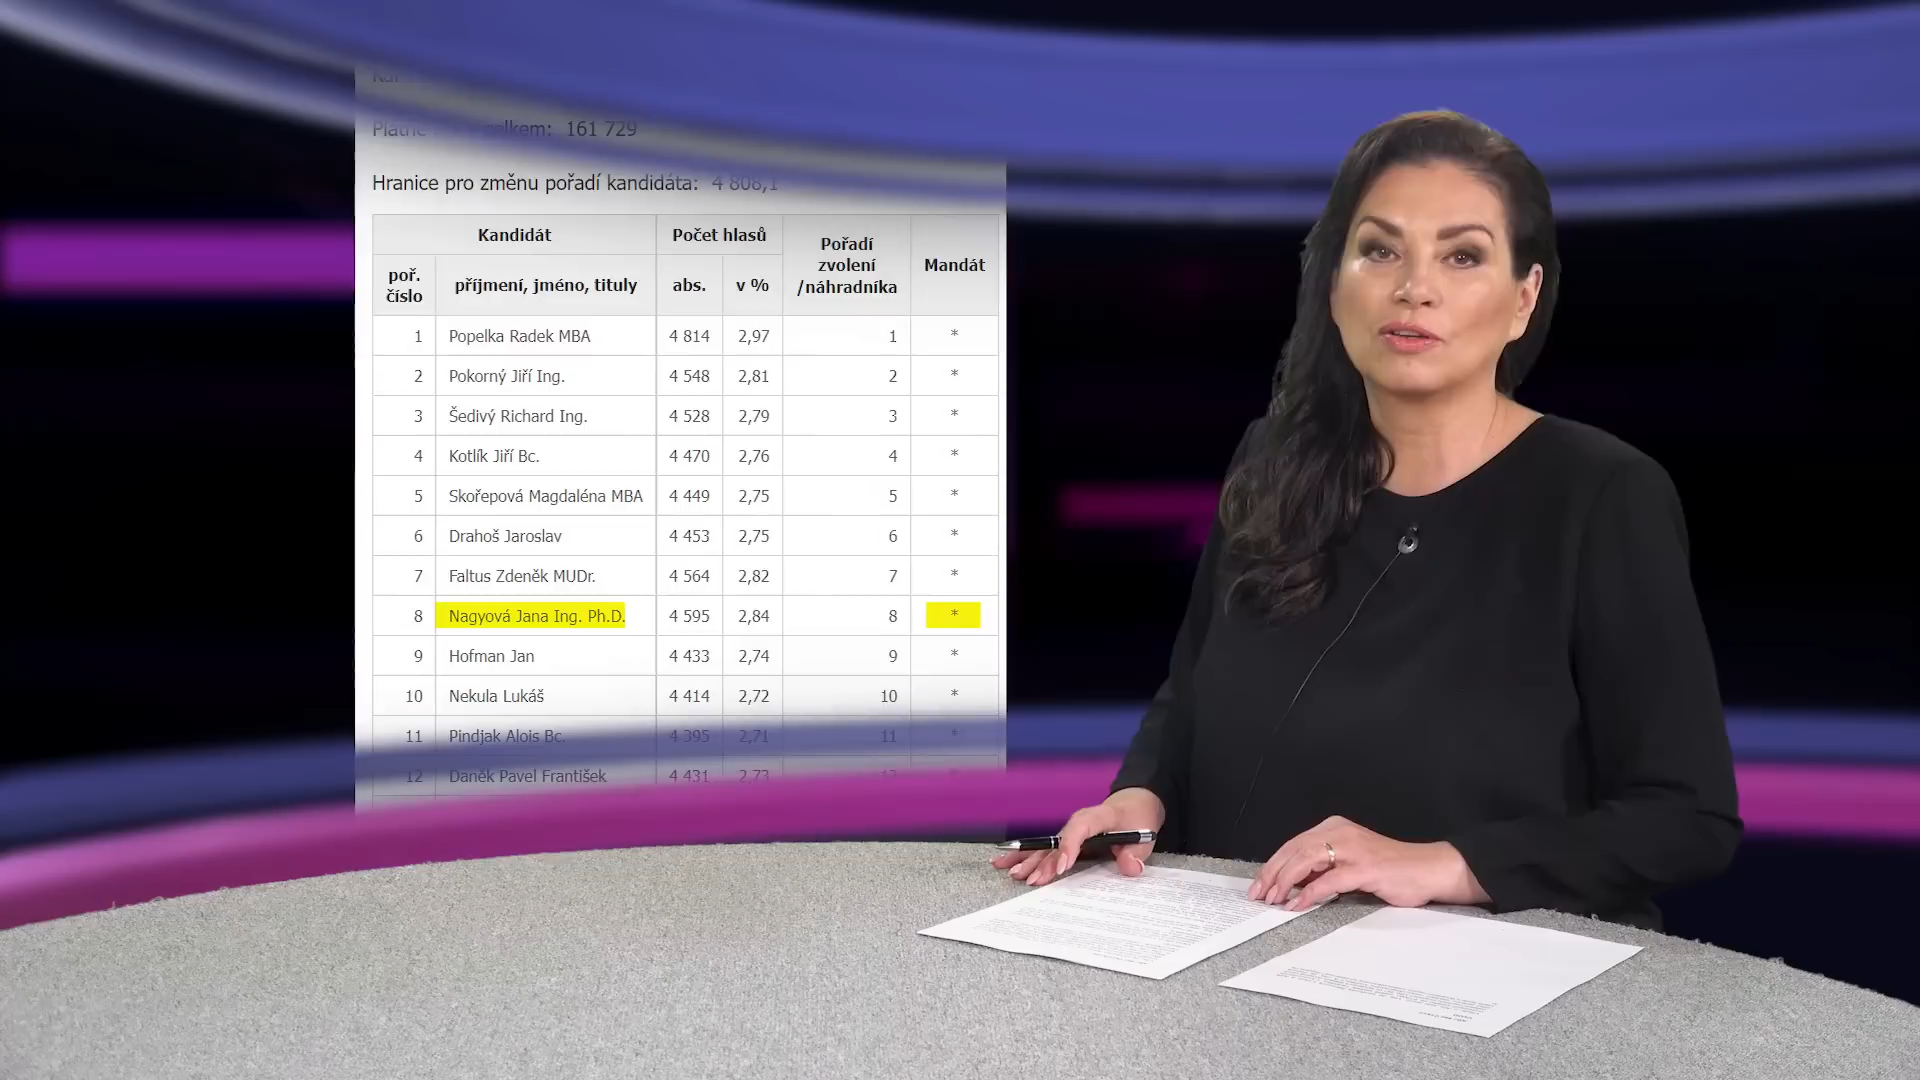 celkem: 161 729
Hranice pro změnu pořadí kandidáta: 4 808,1
Kandidát Počet hlasů Pořadí zvolení /náhradníka Mandát
poř. číslo příjmení, jméno, tituly abs. v %
1 Popelka Radek MBA 4 814 2,97 1 *
2 Pokorný Jiří Ing. 4 548 2,81 2 *
3 Šedivý Richard Ing. 4 528 2,79 3 *
4 Kotlík Jiří Bc. 4 470 2,76 4 *
5 Skořepová Magdaléna MBA 4 449 2,75 5 *
6 Drahoš Jaroslav 4 453 2,75 6 *
7 Faltus Zdeněk MUDr. 4 564 2,82 7 *
8 Nagyová Jana Ing. Ph.D. 4 595 2,84 8 *
9 Hofman Jan 4 433 2,74 9 *
10 Nekula Lukáš 4 414 2,72 10 *
11 Pindjak Alois Bc. 4 395 2,71 11 *
12 Daněk Pavel František 4 431 2,73 12